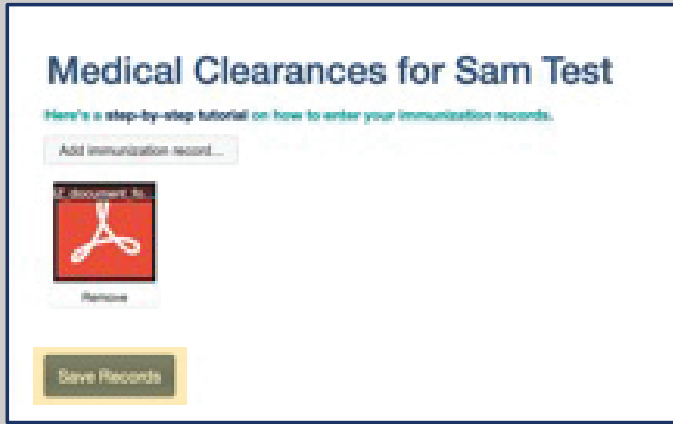 Medical Clearances for Sam Test
Here's a step-by-step tutorial on how to enter your immunization records.
Add immunization record...
document
Remove
Save Records